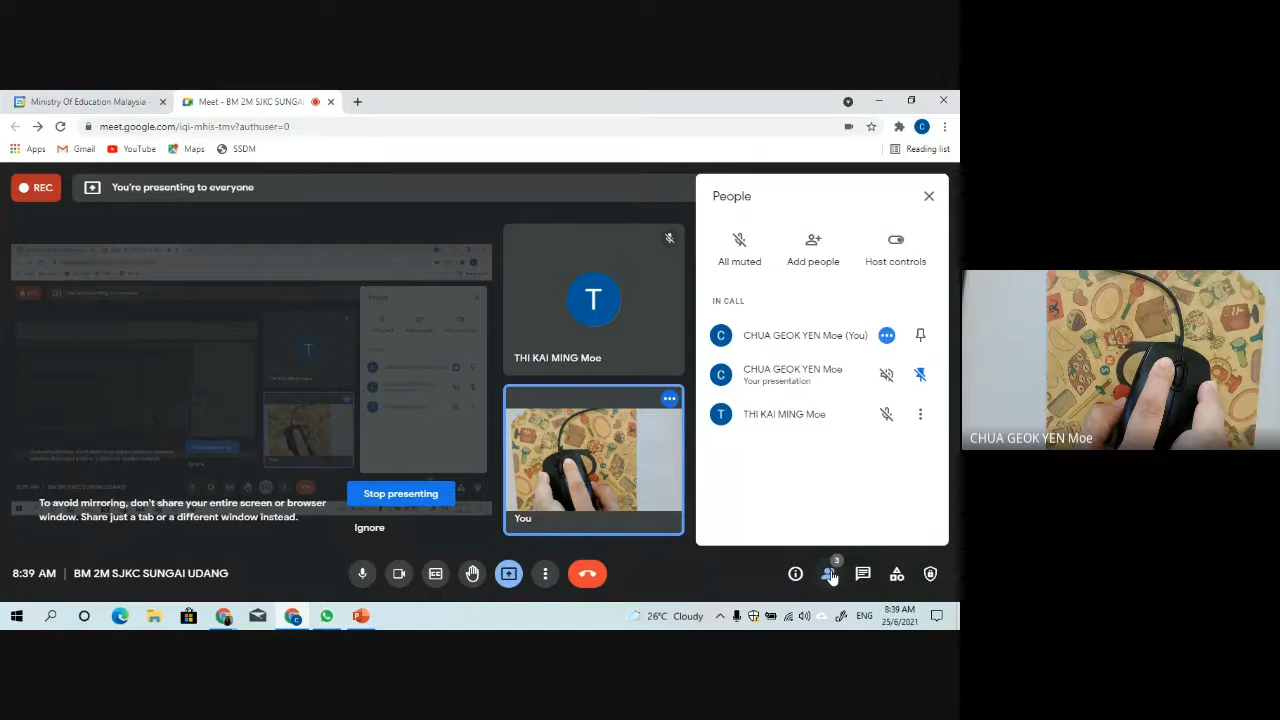 Ministry Of Education Malaysia -
Meet - BM 2M SJKC SUNGAI
meet.google.com/iqi-mhis-tmv?authuser=0
Apps
Gmail
YouTube
Maps
SSDM
Reading list
REC
You're presenting to everyone
People
All muted
Add people
Host controls
IN CALL
CHUA GEOK YEN Moe (You)
CHUA GEOK YEN Moe
Your presentation
THI KAI MING Moe
T
THI KAI MING Moe
You
To avoid mirroring, don't share your entire screen or browser
window. Share just a tab or a different window instead.
Stop presenting
Ignore
8:39 AM | BM 2M SJKC SUNGAI UDANG
3
26°C Cloudy
ENG
8:39 AM
25/6/2021
CHUA GEOK YEN Moe